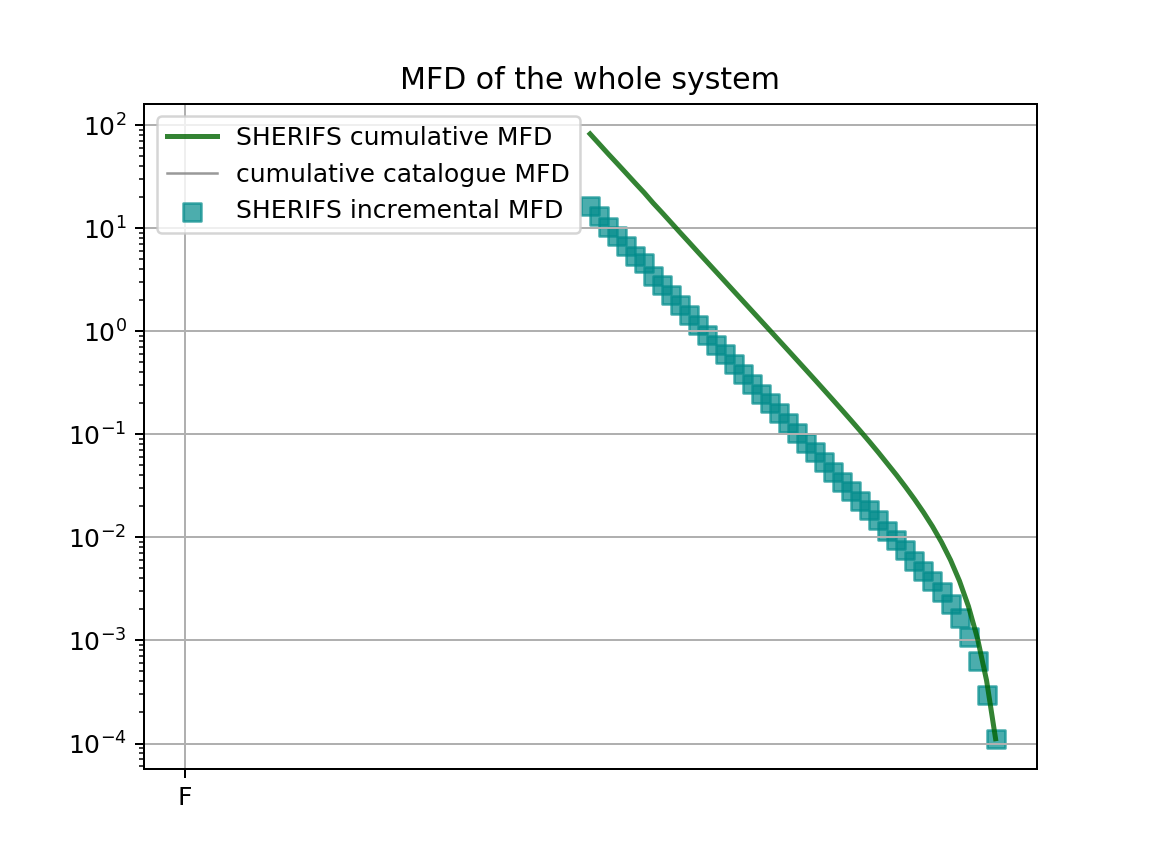 MFD of the whole system
SHERIFS cumulative MFD
cumulative catalogue MFD
SHERIFS incremental MFD
10²
10¹
10⁰
10⁻¹
10⁻²
10⁻³
10⁻⁴
F